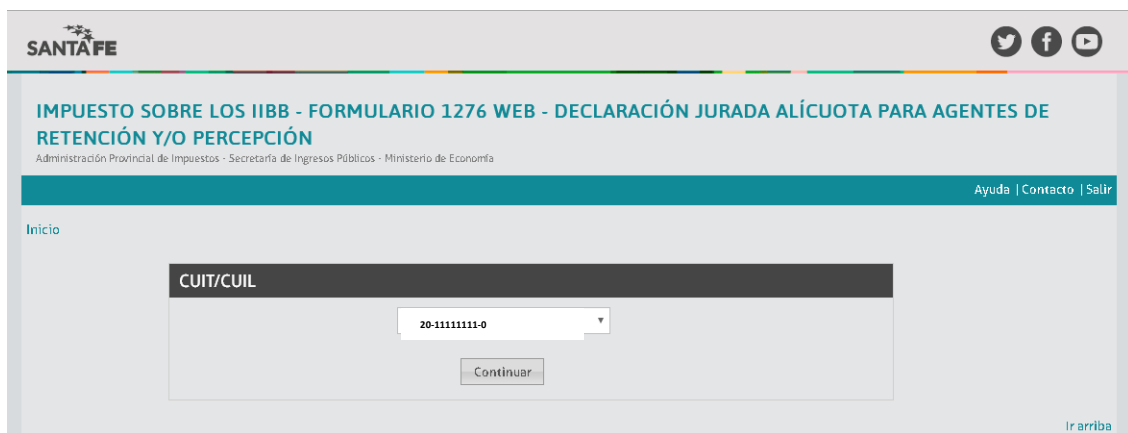 SANTA FE
IMPUESTO SOBRE LOS IIBB - FORMULARIO 1276 WEB - DECLARACIÓN JURADA ALÍCUOTA PARA AGENTES DE
RETENCIÓN Y/O PERCEPCIÓN
Administración Provincial de Impuestos - Secretaría de Ingresos Públicos - Ministerio de Economía
Ayuda | Contacto | Salir
Inicio
CUIT/CUIL
20-11111111-0
Continuar
Ir arriba